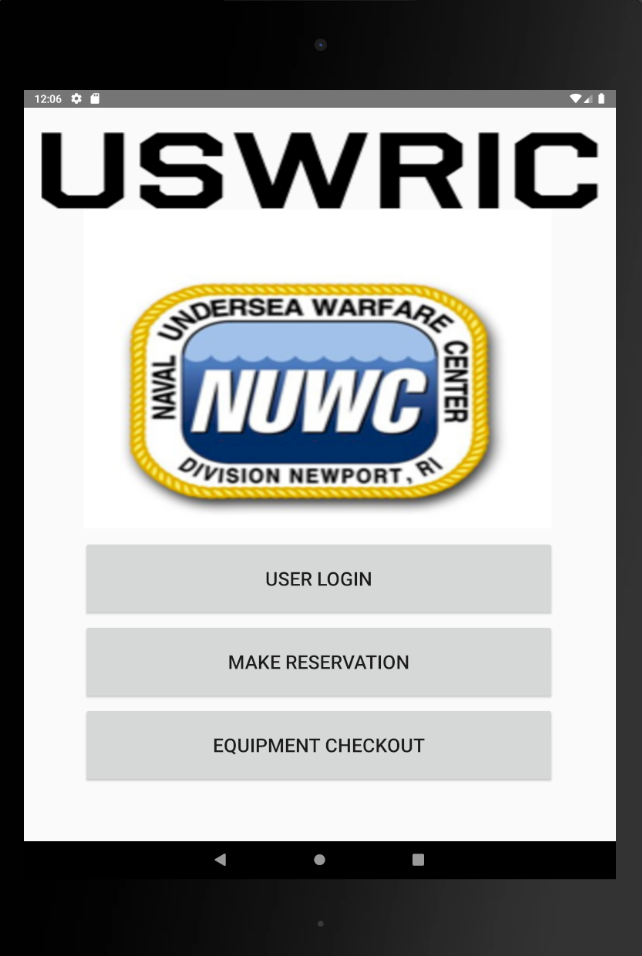 12:06
USWRIC
NAVAL UNDERSEA WARFARE CENTER
NUWC
DIVISION NEWPORT, RI
USER LOGIN
MAKE RESERVATION
EQUIPMENT CHECKOUT